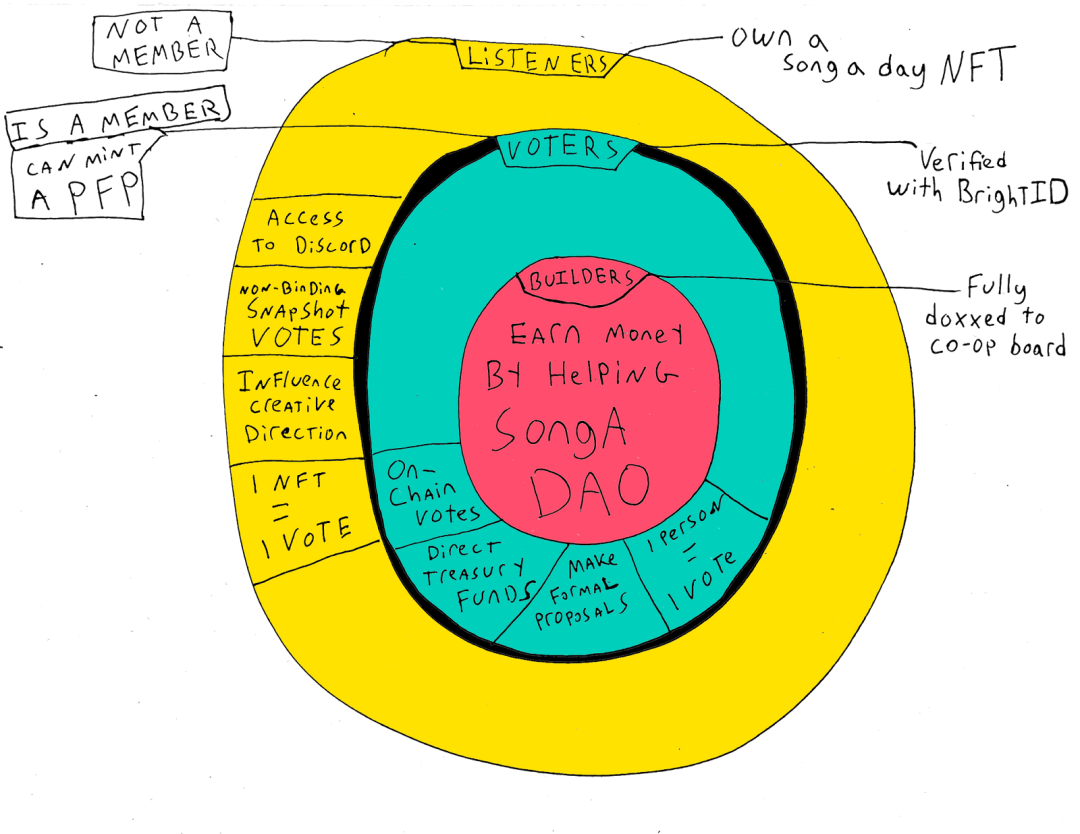 NOT A
MEMBER
LISTENERS
own a
song a day NFT
IS A MEMBER
CAN MINT
A PFP
VOTERS
Verified
with BrighTID
Access
To Discord
NON-BinDinG
SNApShoT
VOTES
InFluence
CreaTive
Direction
1 NFT
=
1 VOTE
BUILDERS
Fully
doxxed to
co-op board
EArn Money
By HelPinG
SongA
DAO
On-
Chain
Votes
Direct
Treasury
Funds
Make
Formal
Proposals
1 Person
=
1 Vote